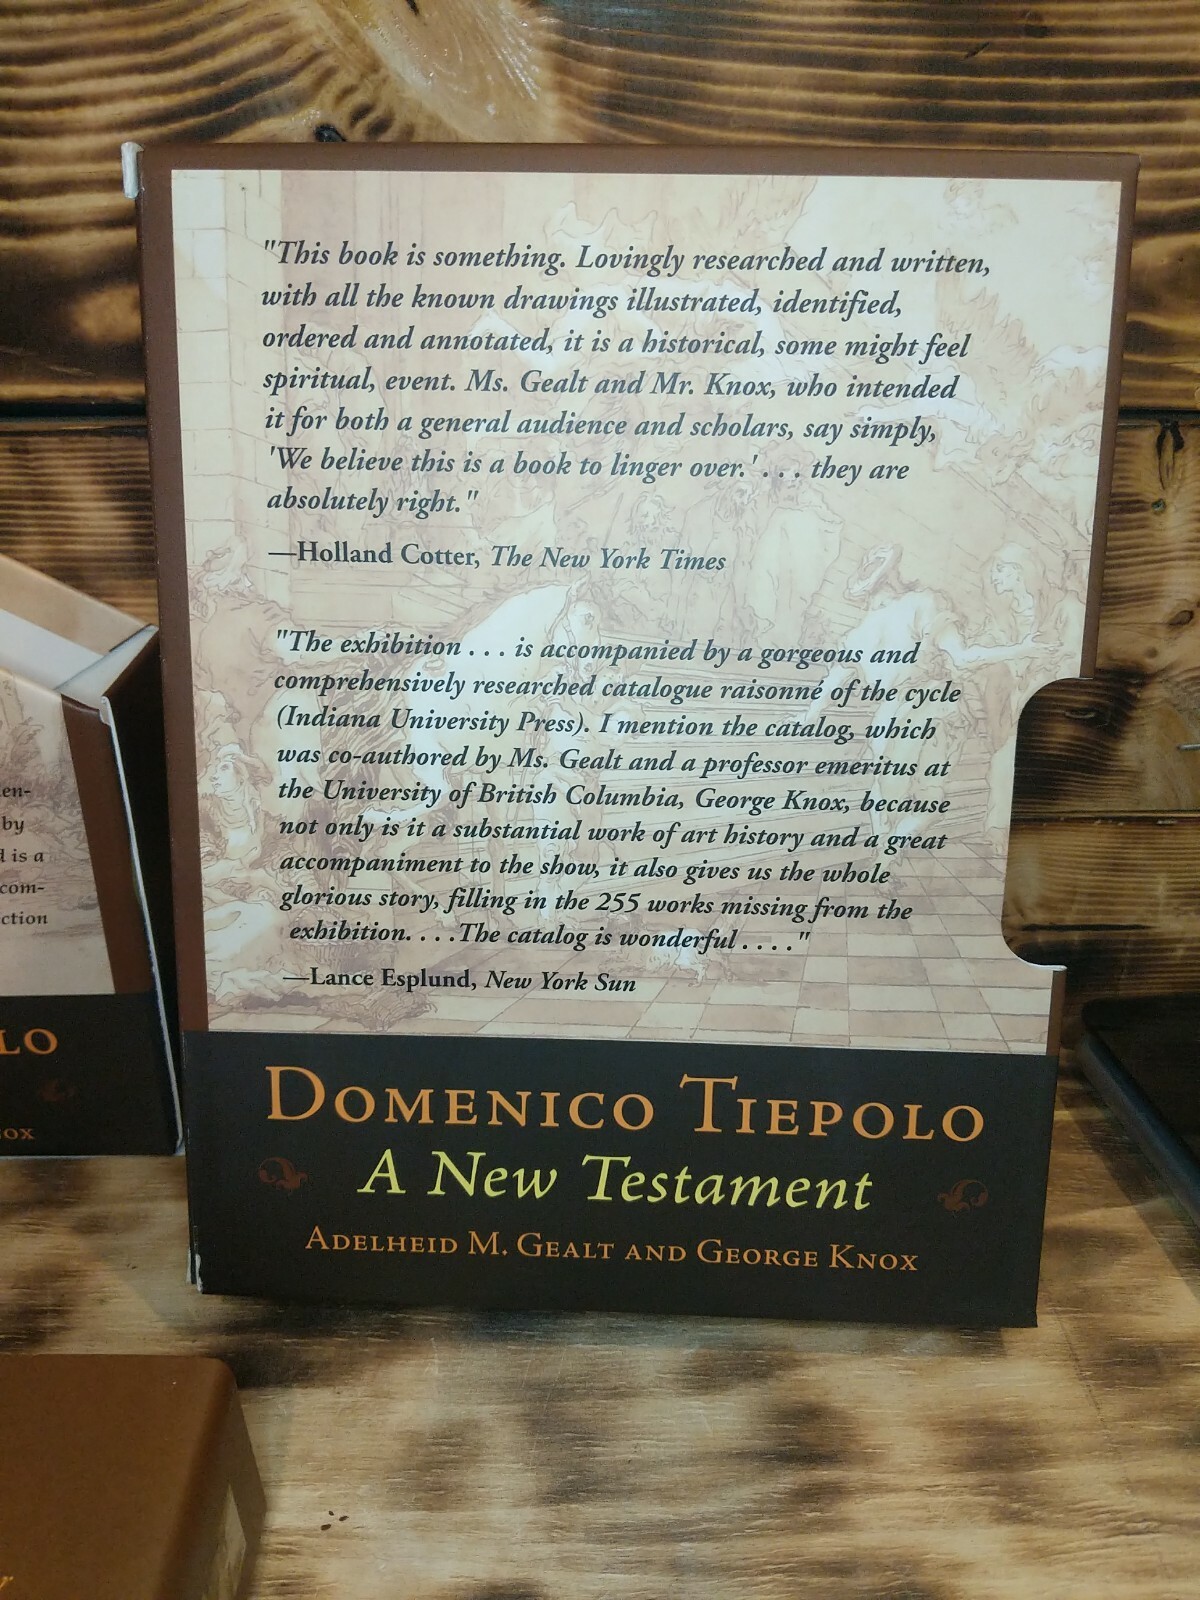 "This book is something. Lovingly researched and written,
with all the known drawings illustrated, identified,
ordered and annotated, it is a historical, some might feel
spiritual, event. Ms. Gealt and Mr. Knox, who intended
it for both a general audience and scholars, say simply,
'We believe this is a book to linger over.' . . . they are
absolutely right."
—Holland Cotter, The New York Times
"The exhibition . . . is accompanied by a gorgeous and
comprehensively researched catalogue raisonné of the cycle
(Indiana University Press). I mention the catalog, which
was co-authored by Ms. Gealt and a professor emeritus at
the University of British Columbia, George Knox, because
not only is it a substantial work of art history and a great
accompaniment to the show, it also gives us the whole
glorious story, filling in the 255 works missing from the
exhibition. . . .The catalog is wonderful . . . ."
—Lance Esplund, New York Sun
DOMENICO TIEPOLO
A New Testament
ADELHEID M. GEALT AND GEORGE KNOX
en-
by
d is a
com-
ction
LO
OX